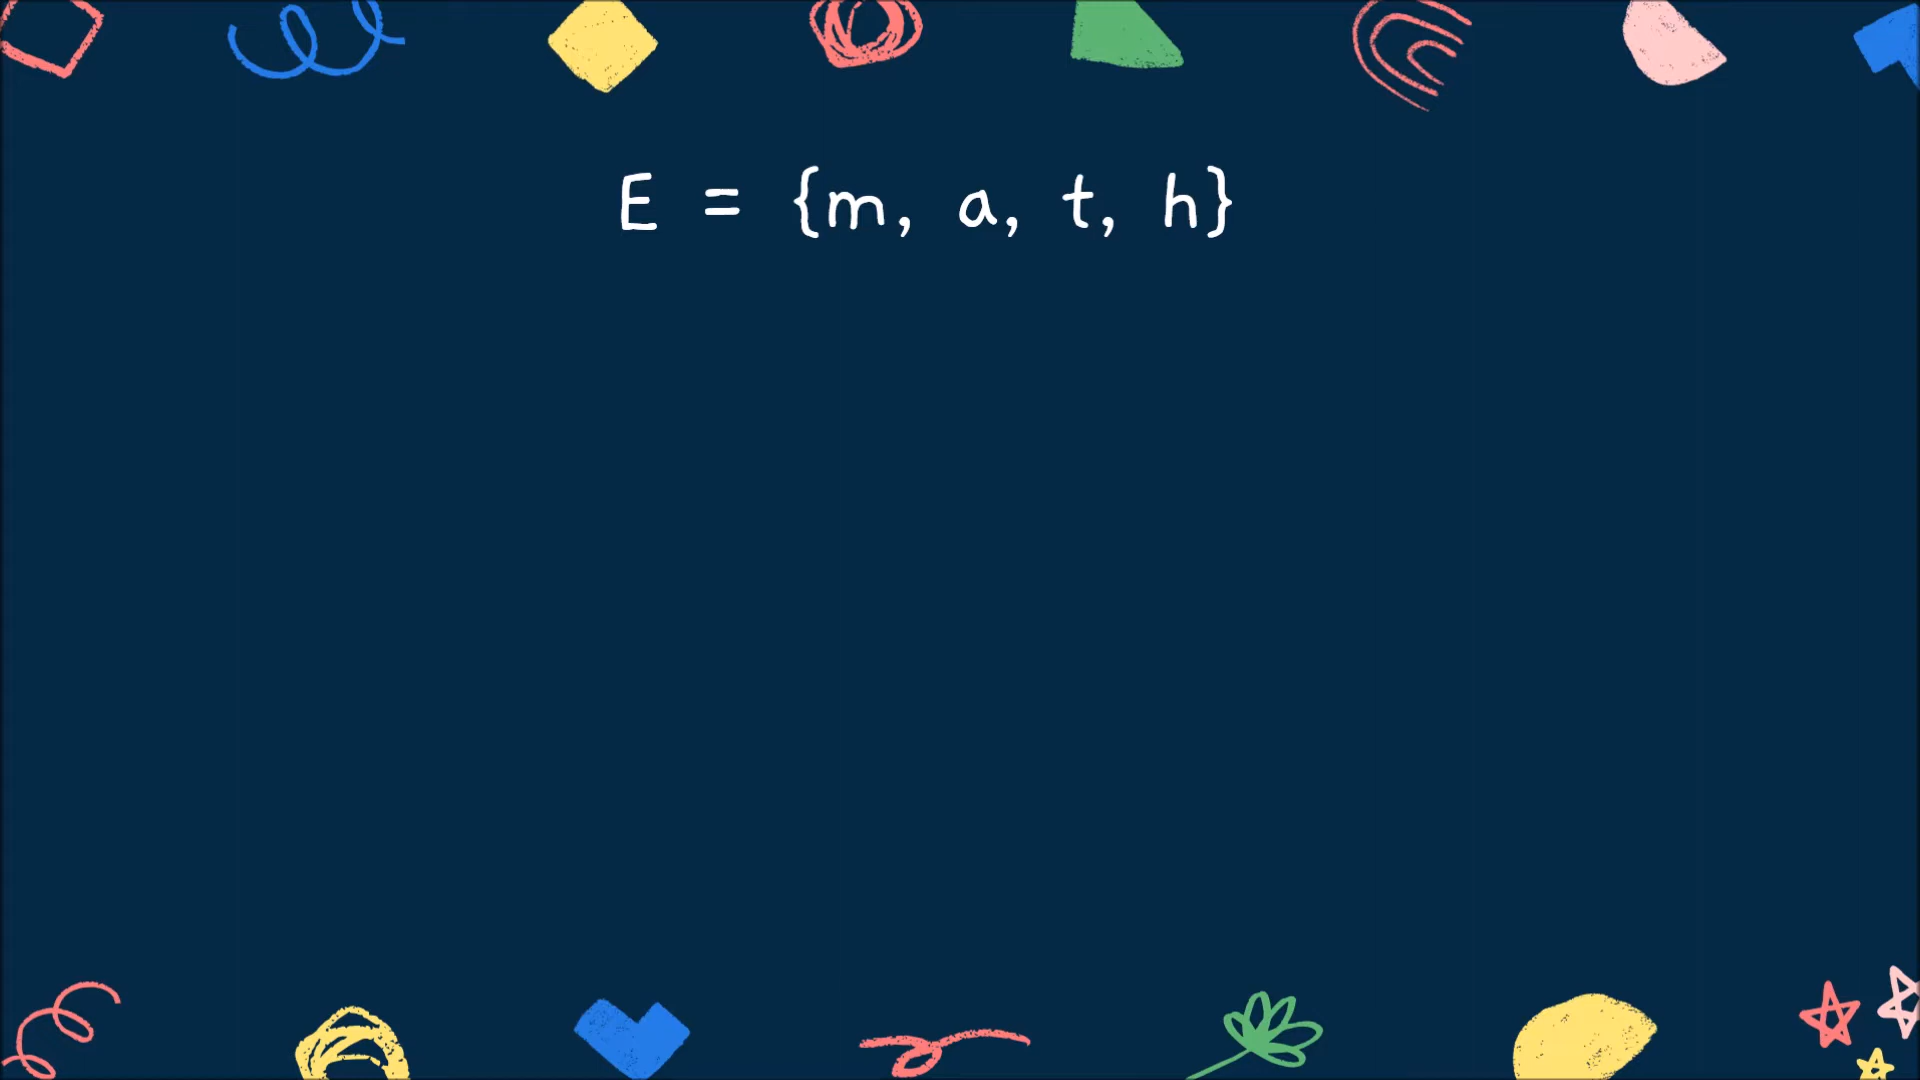 E = {m, a, t, h}